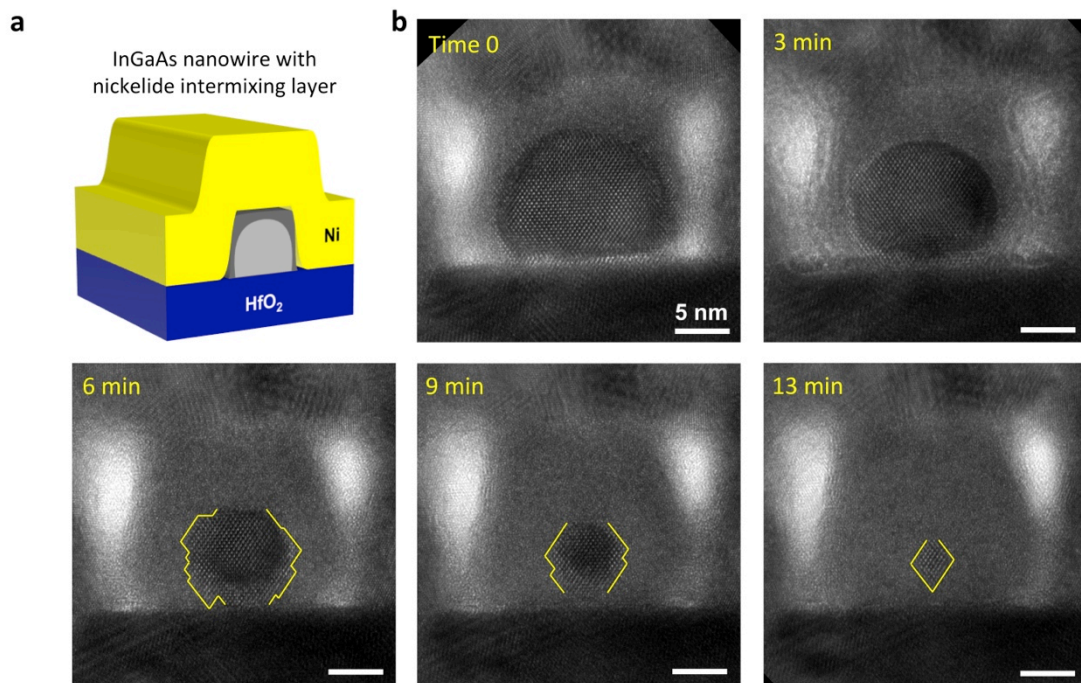 a
InGaAs nanowire with
nickelide intermixing layer
Ni
HfO₂
b
Time 0
5 nm
3 min
6 min
9 min
13 min